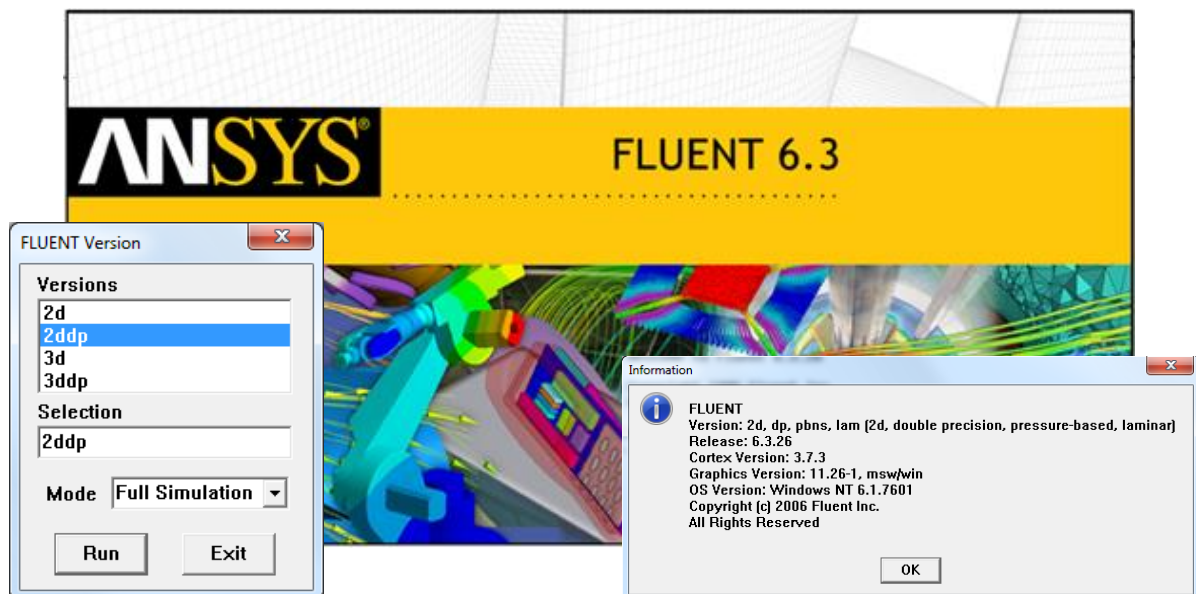 ANSYS®
FLUENT 6.3
FLUENT Version
Versions
2d
2ddp
3d
3ddp
Selection
2ddp
Mode Full Simulation
Run Exit
Information
FLUENT
Version: 2d, dp, pbns, lam (2d, double precision, pressure-based, laminar)
Release: 6.3.26
Cortex Version: 3.7.3
Graphics Version: 11.26-1, msw/win
OS Version: Windows NT 6.1.7601
Copyright (c) 2006 Fluent Inc.
All Rights Reserved
OK